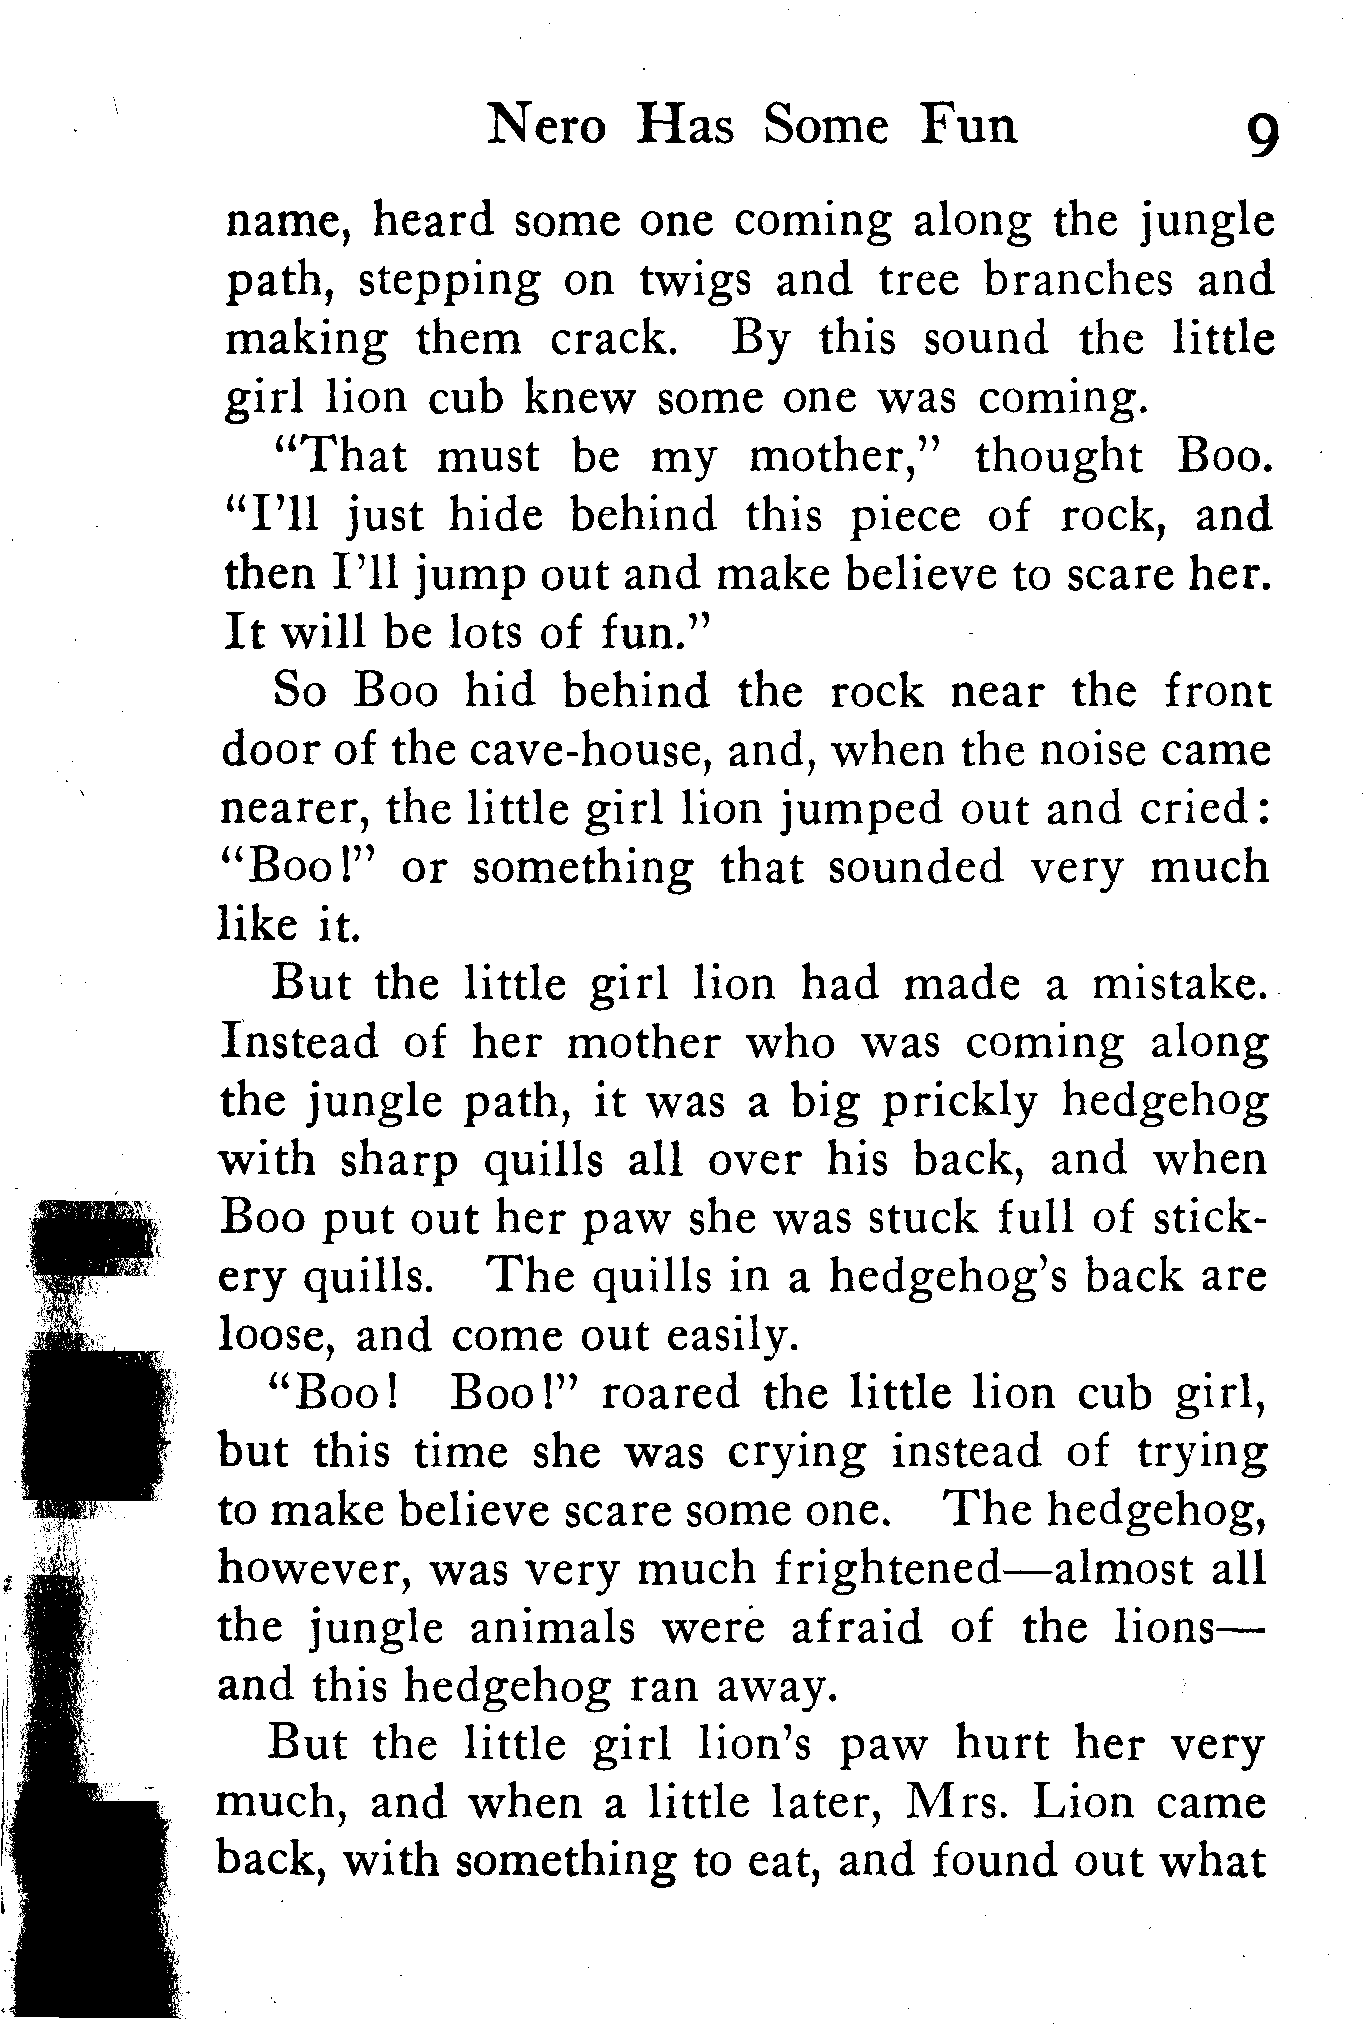 Nero Has Some Fun 9
name, heard some one coming along the jungle
path, stepping on twigs and tree branches and
making them crack. By this sound the little
girl lion cub knew some one was coming.
"That must be my mother," thought Boo.
"I'll just hide behind this piece of rock, and
then I'll jump out and make believe to scare her.
It will be lots of fun."
So Boo hid behind the rock near the front
door of the cave-house, and, when the noise came
nearer, the little girl lion jumped out and cried:
"Boo!" or something that sounded very much
like it.
But the little girl lion had made a mistake.
Instead of her mother who was coming along
the jungle path, it was a big prickly hedgehog
with sharp quills all over his back, and when
Boo put out her paw she was stuck full of stick-
ery quills. The quills in a hedgehog's back are
loose, and come out easily.
"Boo! Boo!" roared the little lion cub girl,
but this time she was crying instead of trying
to make believe scare some one. The hedgehog,
however, was very much frightened—almost all
the jungle animals were afraid of the lions—
and this hedgehog ran away.
But the little girl lion's paw hurt her very
much, and when a little later, Mrs. Lion came
back, with something to eat, and found out what